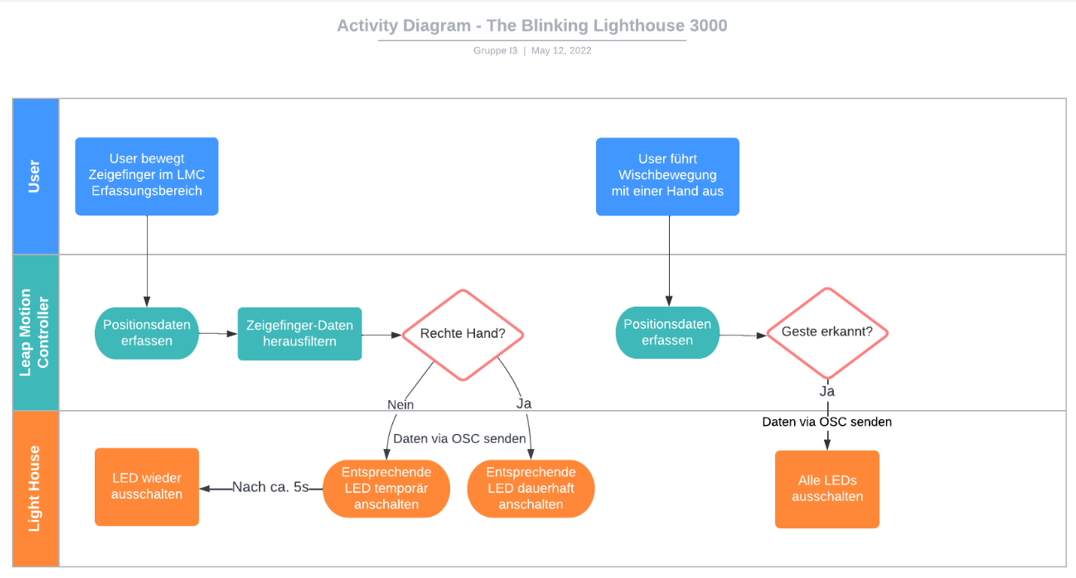 Activity Diagram - The Blinking Lighthouse 3000
Gruppe I3 | May 12, 2022
User
User bewegt
Zeigefinger im LMC
Erfassungsbereich
User führt
Wischbewegung
mit einer Hand aus
Leap Motion
Controller
Positionsdaten
erfassen
Zeigefinger-Daten
herausfiltern
Rechte Hand?
Positionsdaten
erfassen
Geste erkannt?
Nein
Ja
Ja
Daten via OSC senden
Daten via OSC senden
Light House
LED wieder
ausschalten
Nach ca. 5s
Entsprechende
LED temporär
anschalten
Entsprechende
LED dauerhaft
anschalten
Alle LEDs
ausschalten